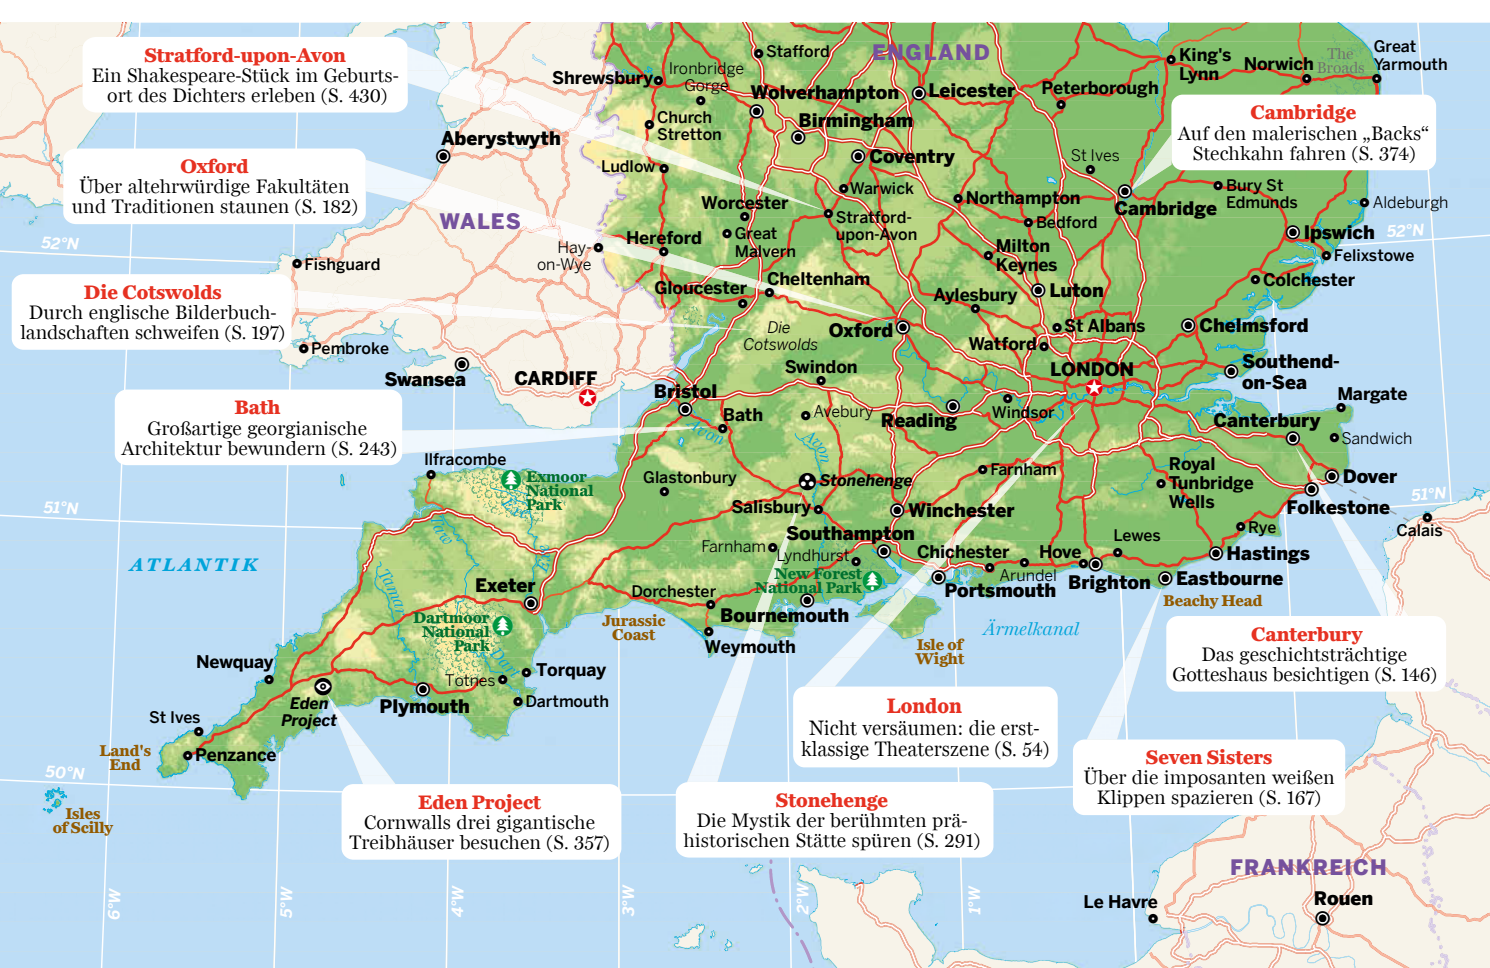 Stratford-upon-Avon
Ein Shakespeare-Stück im Geburts-
ort des Dichters erleben (S. 430)
Oxford
Über altehrwürdige Fakultäten
und Traditionen staunen (S. 182)
Die Cotswolds
Durch englische Bilderbuch-
landschaften schweifen (S. 197)
Bath
Großartige georgianische
Architektur bewundern (S. 243)
Cambridge
Auf den malerischen „Backs“
Stechkahn fahren (S. 374)
Canterbury
Das geschichtsträchtige
Gotteshaus besichtigen (S. 146)
London
Nicht versäumen: die erst-
klassige Theaterszene (S. 54)
Seven Sisters
Über die imposanten weißen
Klippen spazieren (S. 167)
Eden Project
Cornwalls drei gigantische
Treibhäuser besuchen (S. 357)
Stonehenge
Die Mystik der berühmten prä-
historischen Stätte spüren (S. 291)
ENGLAND
WALES
FRANKREICH
ATLANTIK
Ärmelkanal
Stafford
Shrewsbury
Ironbridge
Gorge
Wolverhampton
Leicester
Peterborough
King's
Lynn
Norwich
The
Broads
Great
Yarmouth
Church
Stretton
Birmingham
Aberystwyth
Coventry
St Ives
Ludlow
Warwick
Northampton
Cambridge
Bury St
Edmunds
Aldeburgh
Worcester
Stratford-
upon-Avon
Bedford
Great
Malvern
Hereford
Hay-
on-Wye
Milton
Keynes
Ipswich
52°N
52°N
Felixstowe
Fishguard
Cheltenham
Gloucester
Aylesbury
Luton
Colchester
Die
Cotswolds
Oxford
St Albans
Chelmsford
Watford
Pembroke
Swansea
CARDIFF
Swindon
LONDON
Southend-
on-Sea
Bristol
Bath
Avon
Avebury
Avon
Reading
Windsor
Margate
Canterbury
Sandwich
Ilfracombe
Exmoor
National
Park
Glastonbury
Stonehenge
Farnham
Royal
Tunbridge
Wells
Dover
Folkestone
51°N
51°N
Calais
Salisbury
Winchester
Southampton
Farnham
Lyndhurst
New Forest
National Park
Chichester
Arundel
Hove
Lewes
Brighton
Rye
Hastings
Eastbourne
Beachy Head
Portsmouth
Isle of
Wight
Taw
Exe
Tamar
Exeter
Dorchester
Bournemouth
Jurassic
Coast
Weymouth
Dartmoor
National
Park
Dart
Newquay
Torquay
Totnes
Dartmouth
Eden
Project
Plymouth
St Ives
Penzance
Land's
End
50°N
Isles
of Scilly
Le Havre
Rouen
6°W
5°W
4°W
3°W
2°W
1°W